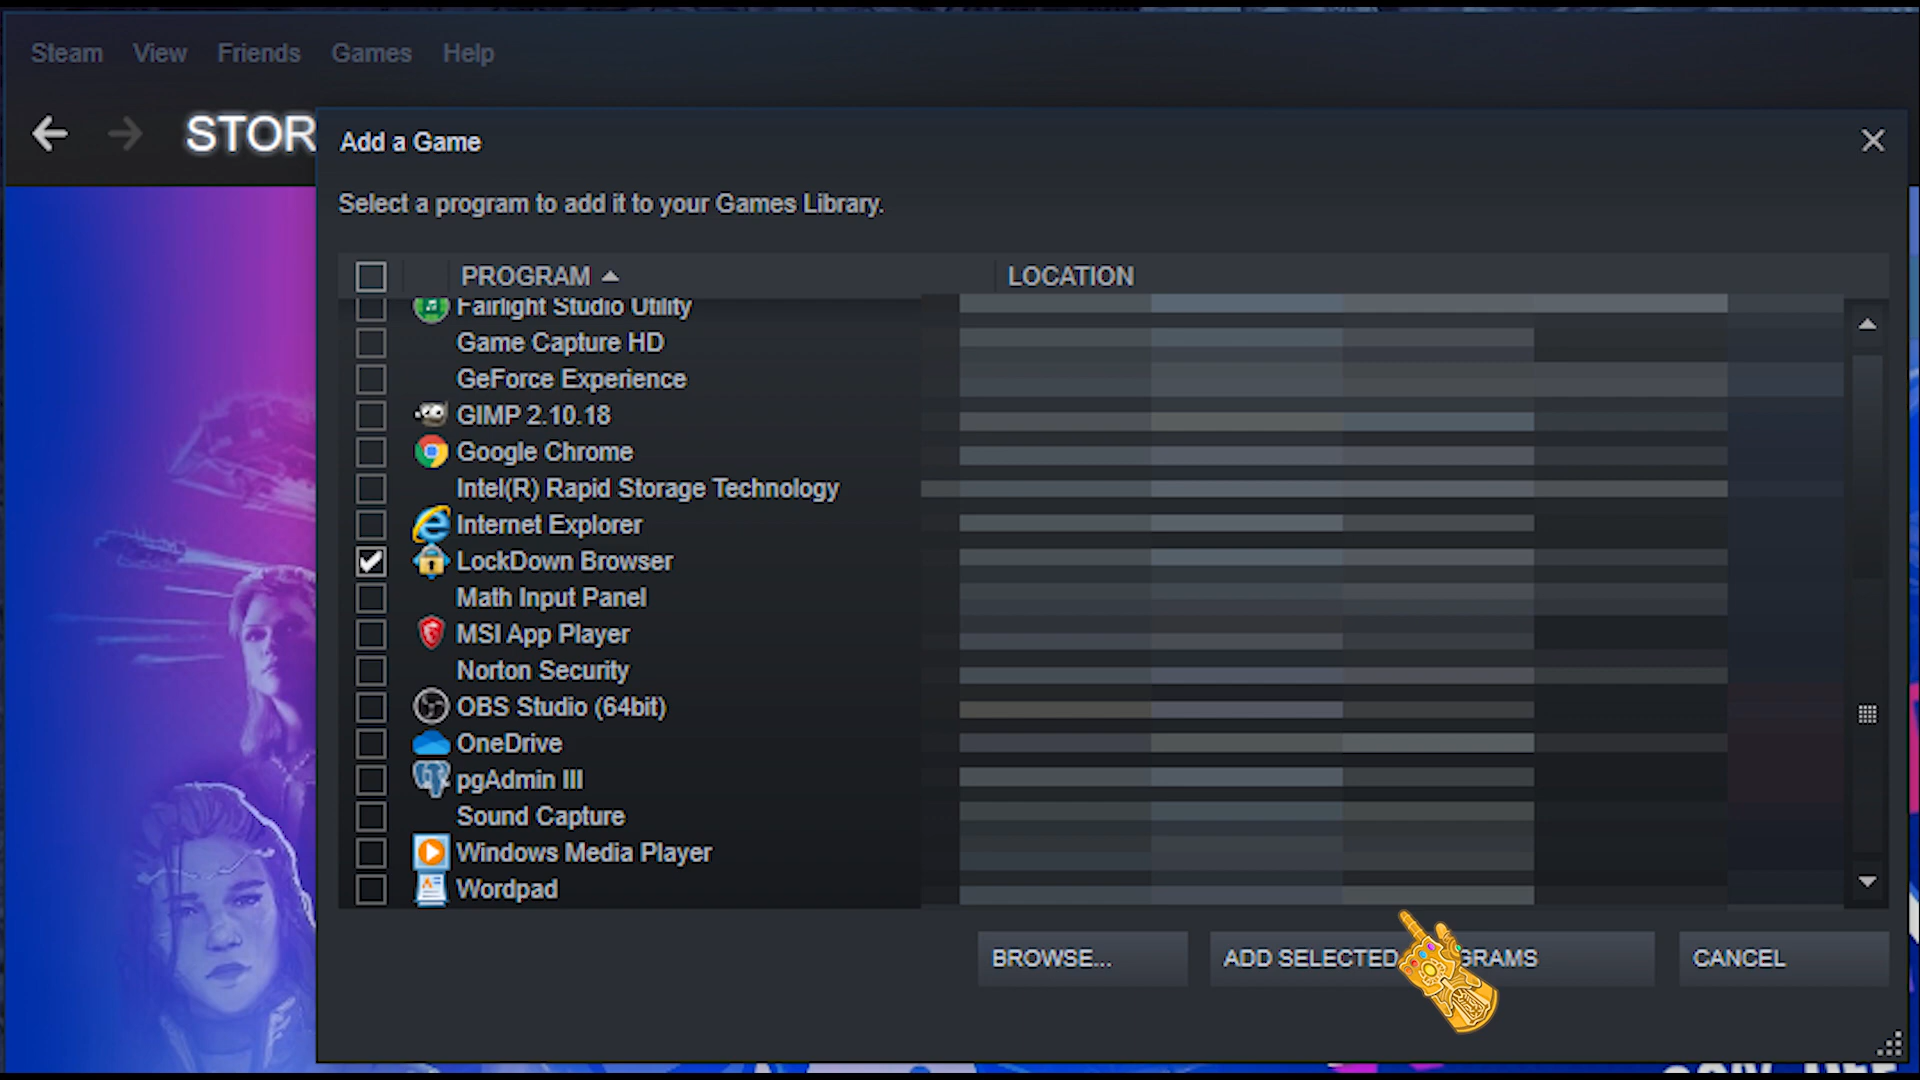 Steam View Friends Games Help
STOR
Add a Game
Select a program to add it to your Games Library.
PROGRAM LOCATION
Fairlight Studio Utility
Game Capture HD
GeForce Experience
GIMP 2.10.18
Google Chrome
Intel(R) Rapid Storage Technology
Internet Explorer
LockDown Browser
Math Input Panel
MSI App Player
Norton Security
OBS Studio (64bit)
OneDrive
pgAdmin III
Sound Capture
Windows Media Player
Wordpad
BROWSE... ADD SELECTED GRAMS CANCEL